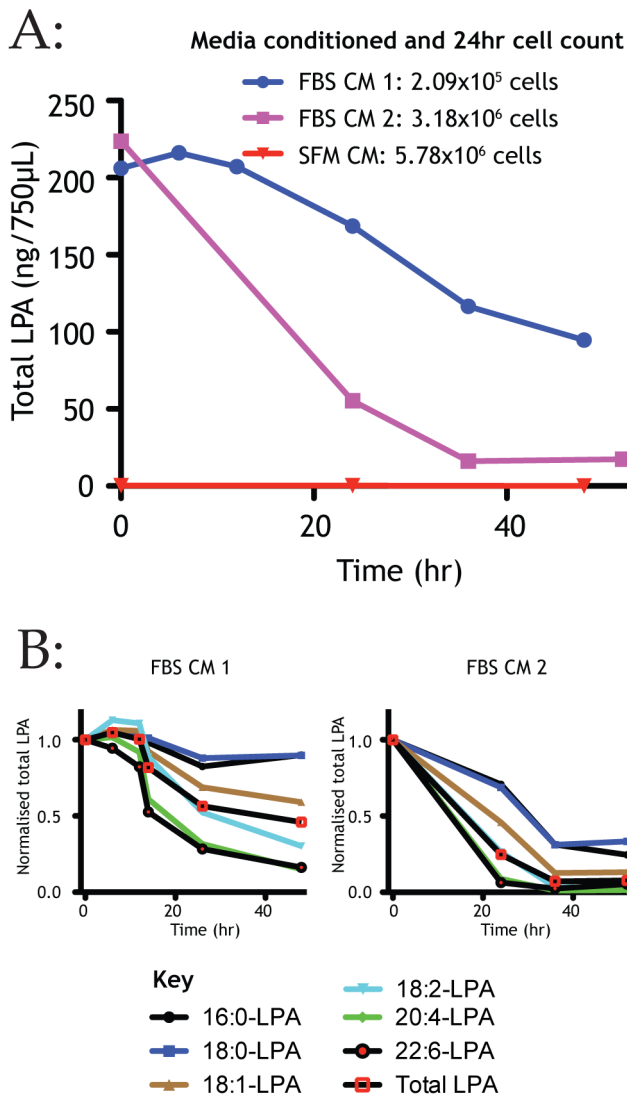 A:
Media conditioned and 24hr cell count
FBS CM 1: 2.09x10⁵ cells
FBS CM 2: 3.18x10⁶ cells
SFM CM: 5.78x10⁶ cells
Total LPA (ng/750µL)
250
200
150
100
50
0
0 20 40
Time (hr)
B:
FBS CM 1
Normalised total LPA
1.0
0.5
0.0
0 20 40
Time (hr)
FBS CM 2
Normalised total LPA
1.0
0.5
0.0
0 20 40
Time (hr)
Key
16:0-LPA
18:0-LPA
18:1-LPA
18:2-LPA
20:4-LPA
22:6-LPA
Total LPA